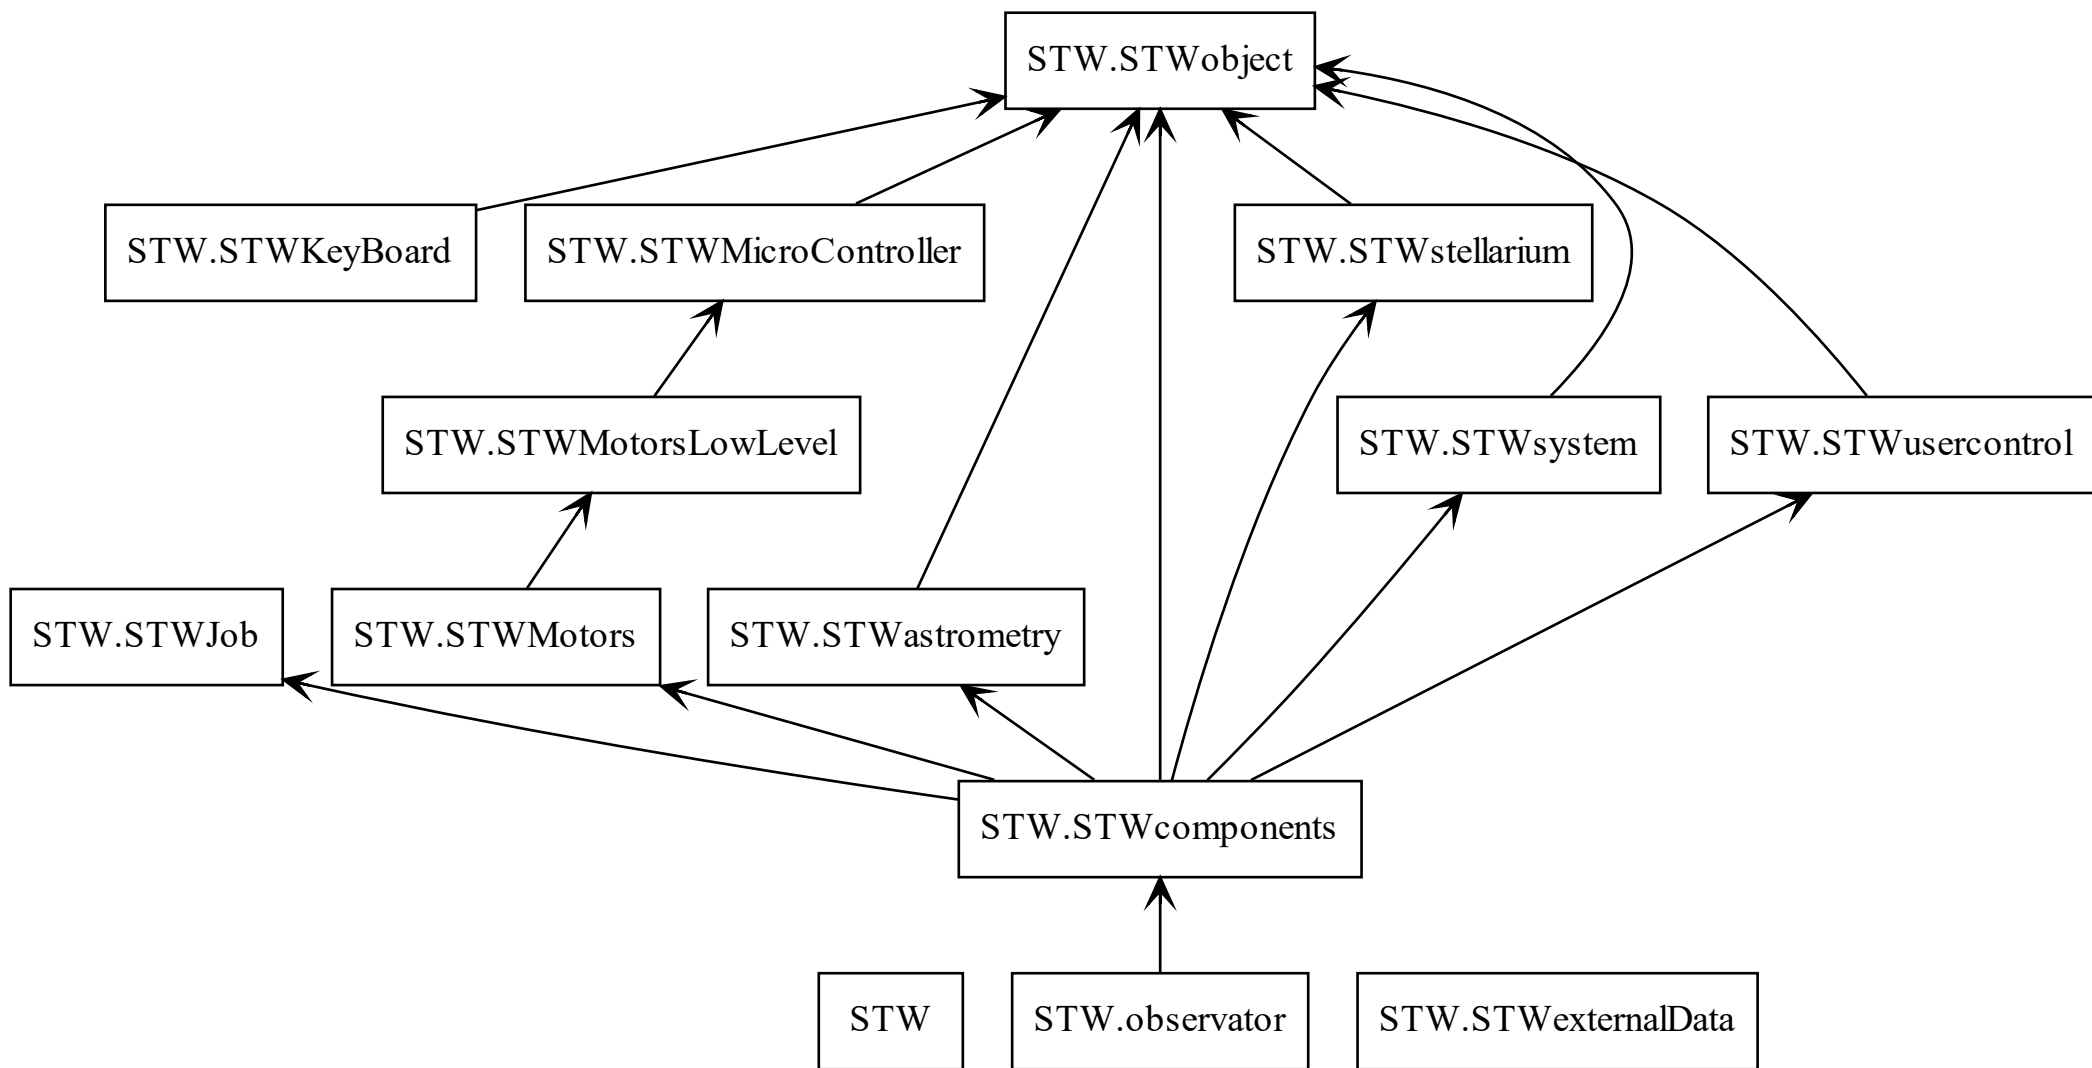 STW.STWobject
STW.STWKeyBoard
STW.STWMicroController
STW.STWstellarium
STW.STWMotorsLowLevel
STW.STWsystem
STW.STWusercontrol
STW.STWJob
STW.STWMotors
STW.STWastrometry
STW.STWcomponents
STW
STW.observator
STW.STWexternalData